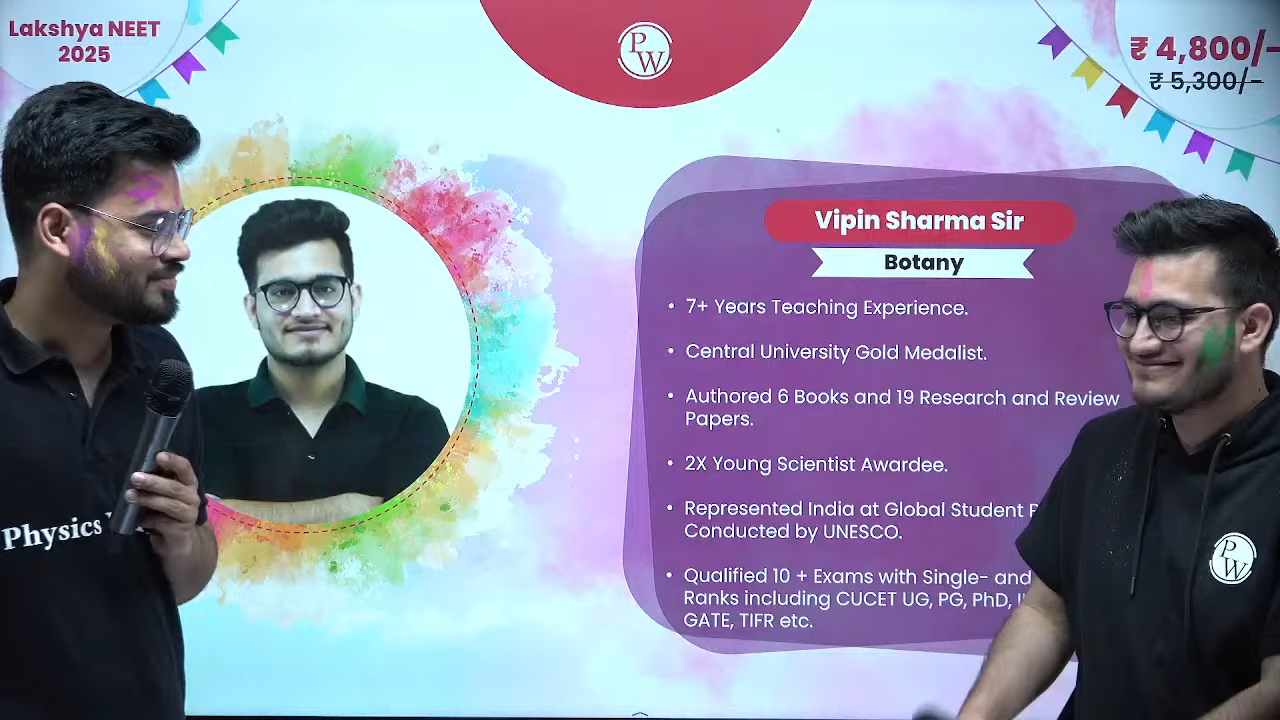 Lakshya NEET
2025
PW
₹ 4,800/-
₹ 5,300/-
Vipin Sharma Sir
Botany
• 7+ Years Teaching Experience.
• Central University Gold Medalist.
• Authored 6 Books and 19 Research and Review
Papers.
• 2X Young Scientist Awardee.
• Represented India at Global Student
Conducted by UNESCO.
• Qualified 10 + Exams with Single- and
Ranks including CUCET UG, PG, PhD,
GATE, TIFR etc.
Physics
PW